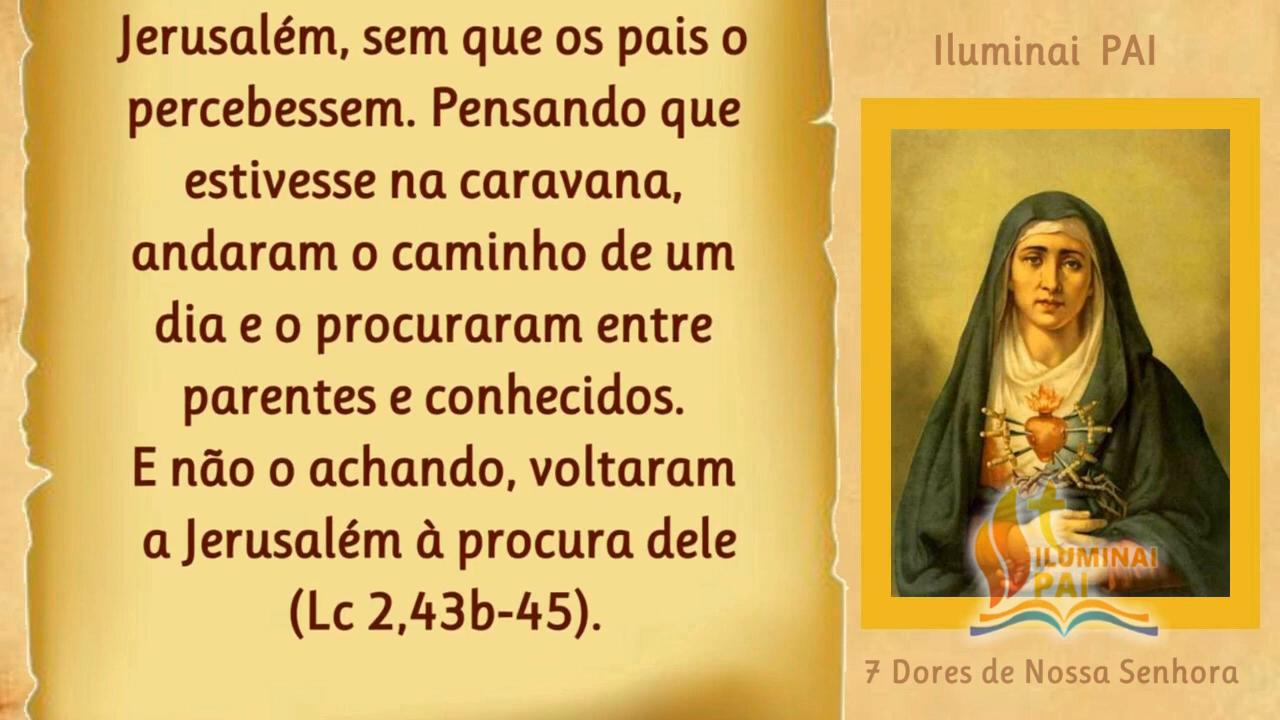 Jerusalém, sem que os pais o
percebessem. Pensando que
estivesse na caravana,
andaram o caminho de um
dia e o procuraram entre
parentes e conhecidos.
E não o achando, voltaram
a Jerusalém à procura dele
(Lc 2,43b-45).
Iluminai PAI
ILUMINAI
PAI
7 Dores de Nossa Senhora